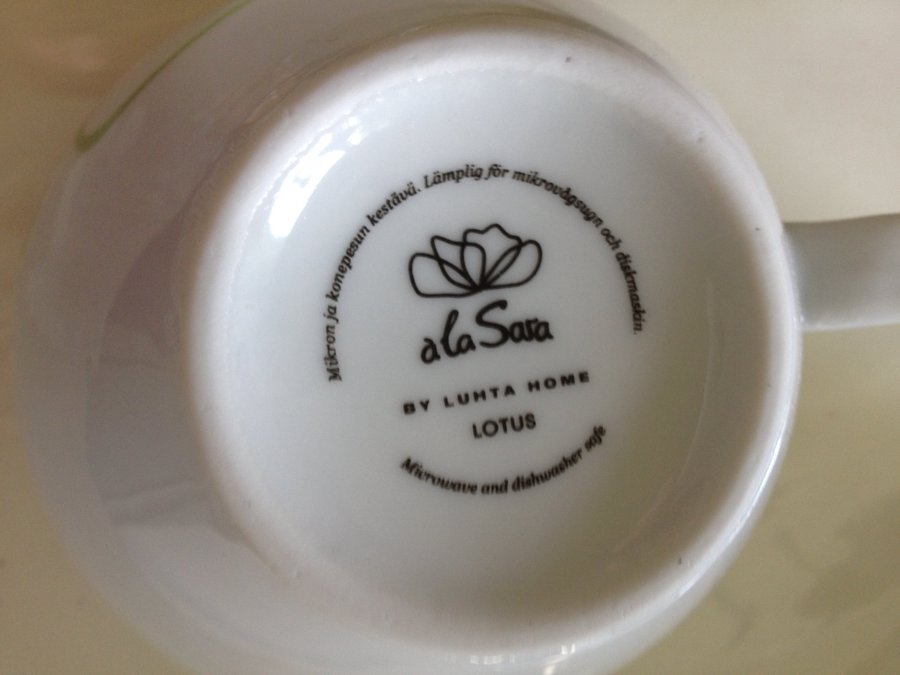 Mikron ja konepesun kestävä. Lämplig för mikrovågsugn och diskmaskin.
à la Sara
BY LUHTA HOME
LOTUS
Microwave and dishwasher safe